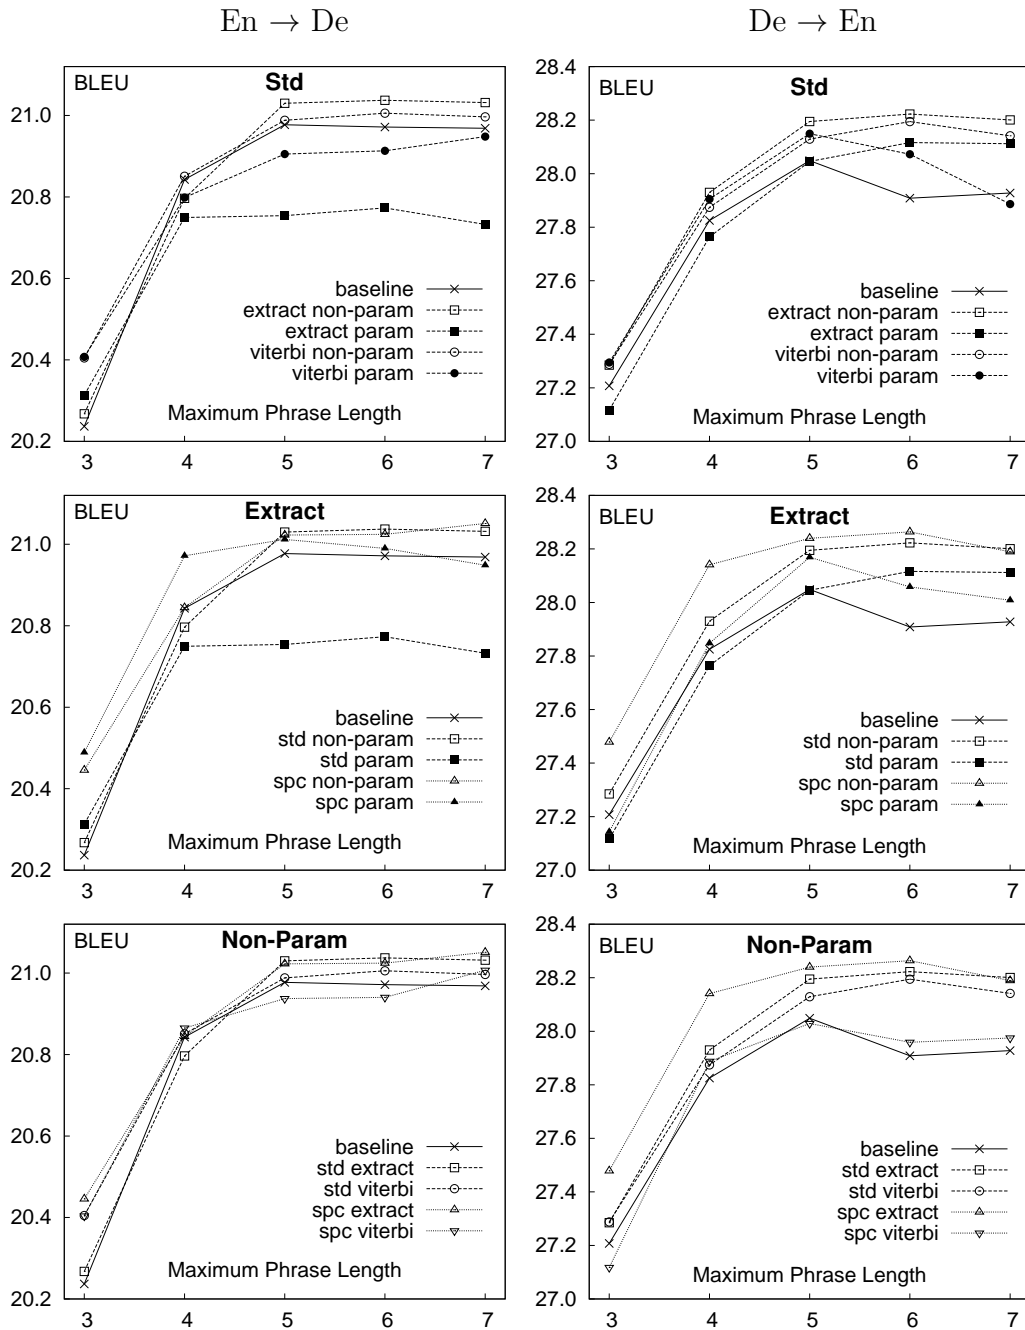 En → De
De → En
BLEU
Std
21.0
20.8
20.6
20.4
20.2
baseline
extract non-param
extract param
viterbi non-param
viterbi param
Maximum Phrase Length
3 4 5 6 7
BLEU
Std
28.4
28.2
28.0
27.8
27.6
27.4
27.2
27.0
baseline
extract non-param
extract param
viterbi non-param
viterbi param
Maximum Phrase Length
3 4 5 6 7
BLEU
Extract
21.0
20.8
20.6
20.4
20.2
baseline
std non-param
std param
spc non-param
spc param
Maximum Phrase Length
3 4 5 6 7
BLEU
Extract
28.4
28.2
28.0
27.8
27.6
27.4
27.2
27.0
baseline
std non-param
std param
spc non-param
spc param
Maximum Phrase Length
3 4 5 6 7
BLEU
Non-Param
21.0
20.8
20.6
20.4
20.2
baseline
std extract
std viterbi
spc extract
spc viterbi
Maximum Phrase Length
3 4 5 6 7
BLEU
Non-Param
28.4
28.2
28.0
27.8
27.6
27.4
27.2
27.0
baseline
std extract
std viterbi
spc extract
spc viterbi
Maximum Phrase Length
3 4 5 6 7